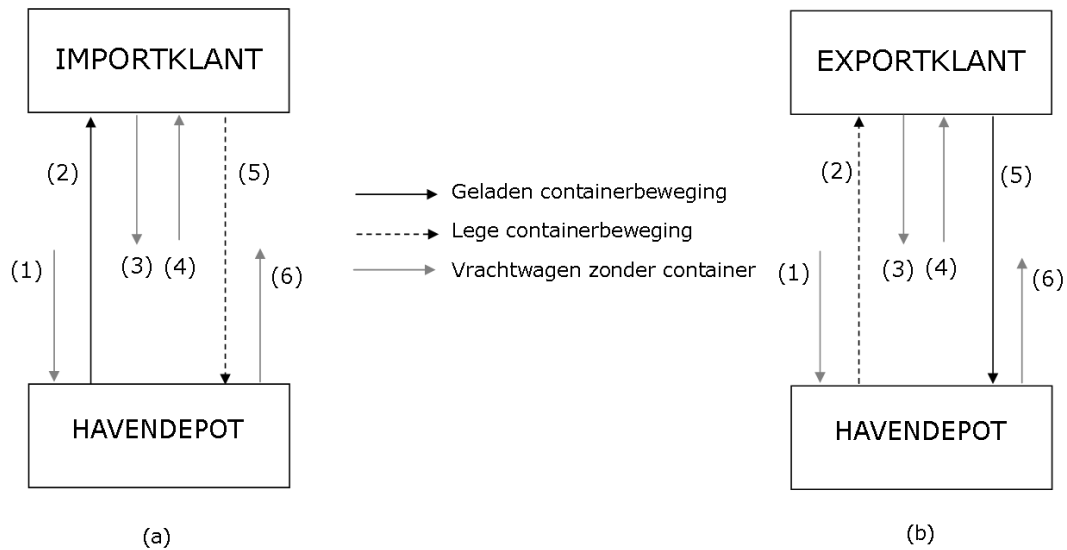 IMPORTKLANT
EXPORTKLANT
(2)
(5)
(2)
(5)
Geladen containerbeweging
Lege containerbeweging
Vrachtwagen zonder container
(1)
(3)
(4)
(6)
(1)
(3)
(4)
(6)
HAVENDEPOT
HAVENDEPOT
(a)
(b)